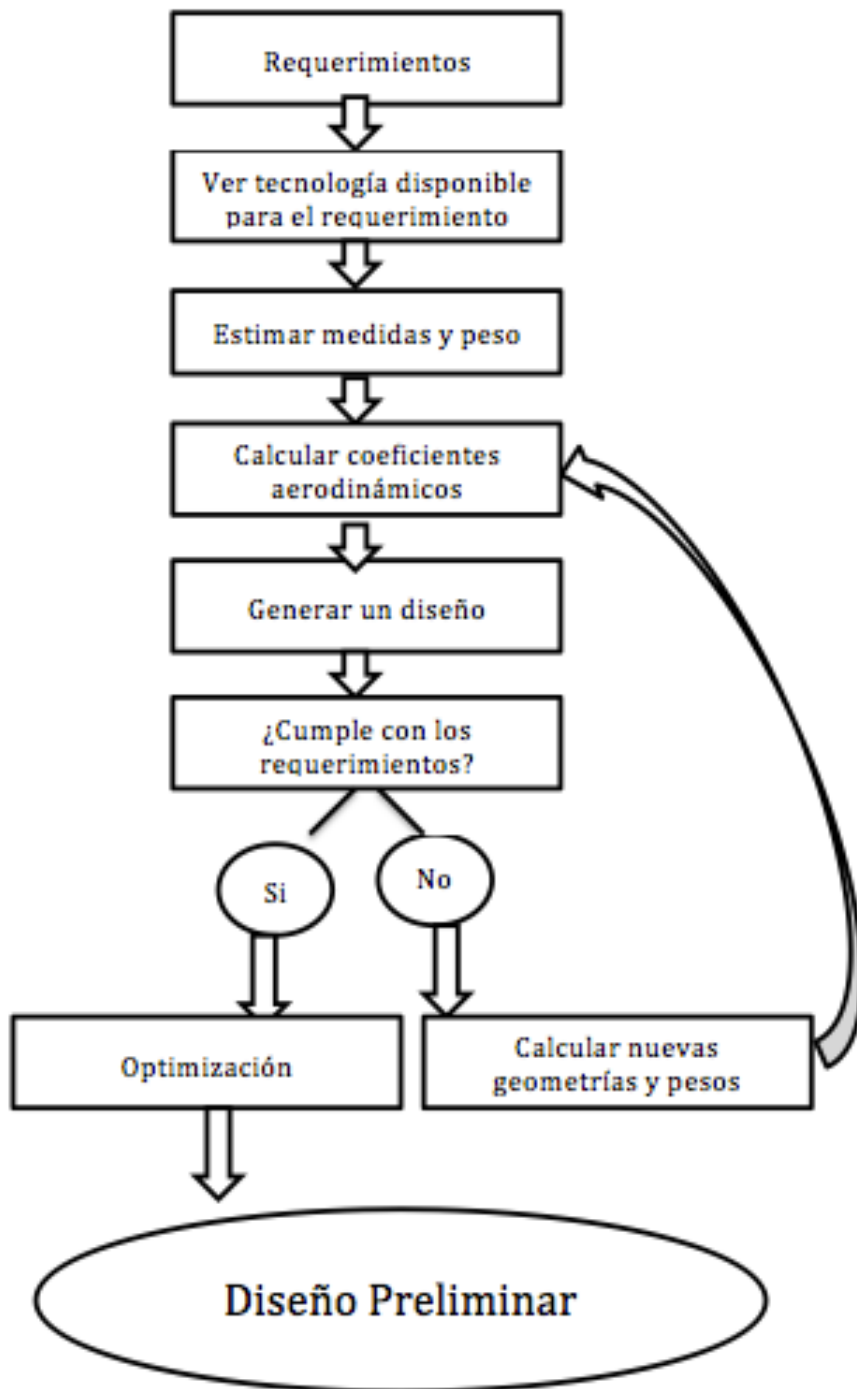 Requerimientos
Ver tecnología disponible
para el requerimiento
Estimar medidas y peso
Calcular coeficientes
aerodinámicos
Generar un diseño
¿Cumple con los
requerimientos?
Si
No
Optimización
Calcular nuevas
geometrías y pesos
Diseño Preliminar